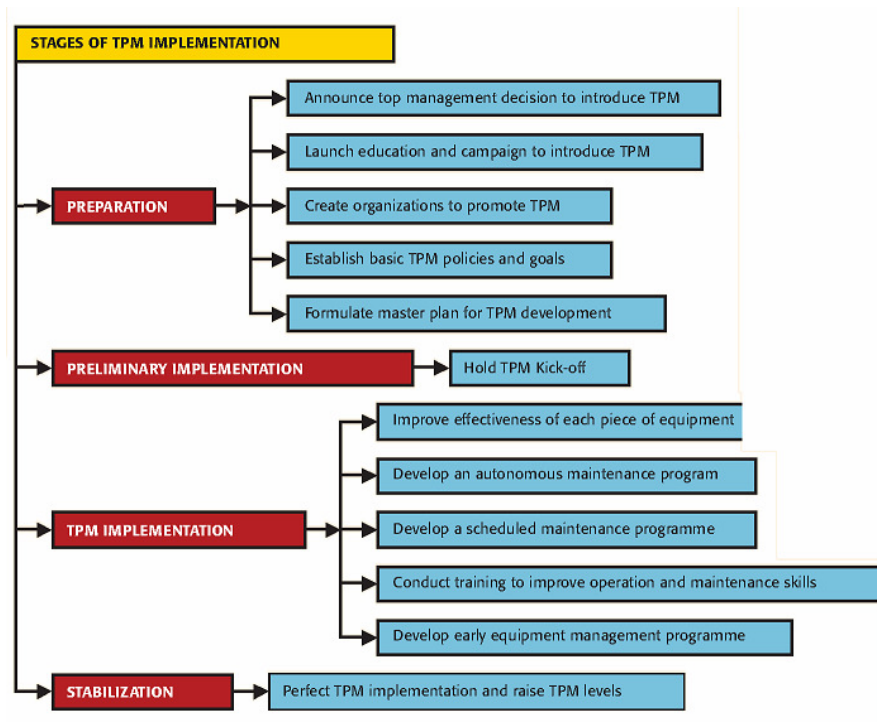 STAGES OF TPM IMPLEMENTATION
Announce top management decision to introduce TPM
Launch education and campaign to introduce TPM
PREPARATION
Create organizations to promote TPM
Establish basic TPM policies and goals
Formulate master plan for TPM development
PRELIMINARY IMPLEMENTATION
Hold TPM Kick-off
Improve effectiveness of each piece of equipment
Develop an autonomous maintenance program
TPM IMPLEMENTATION
Develop a scheduled maintenance programme
Conduct training to improve operation and maintenance skills
Develop early equipment management programme
STABILIZATION
Perfect TPM implementation and raise TPM levels